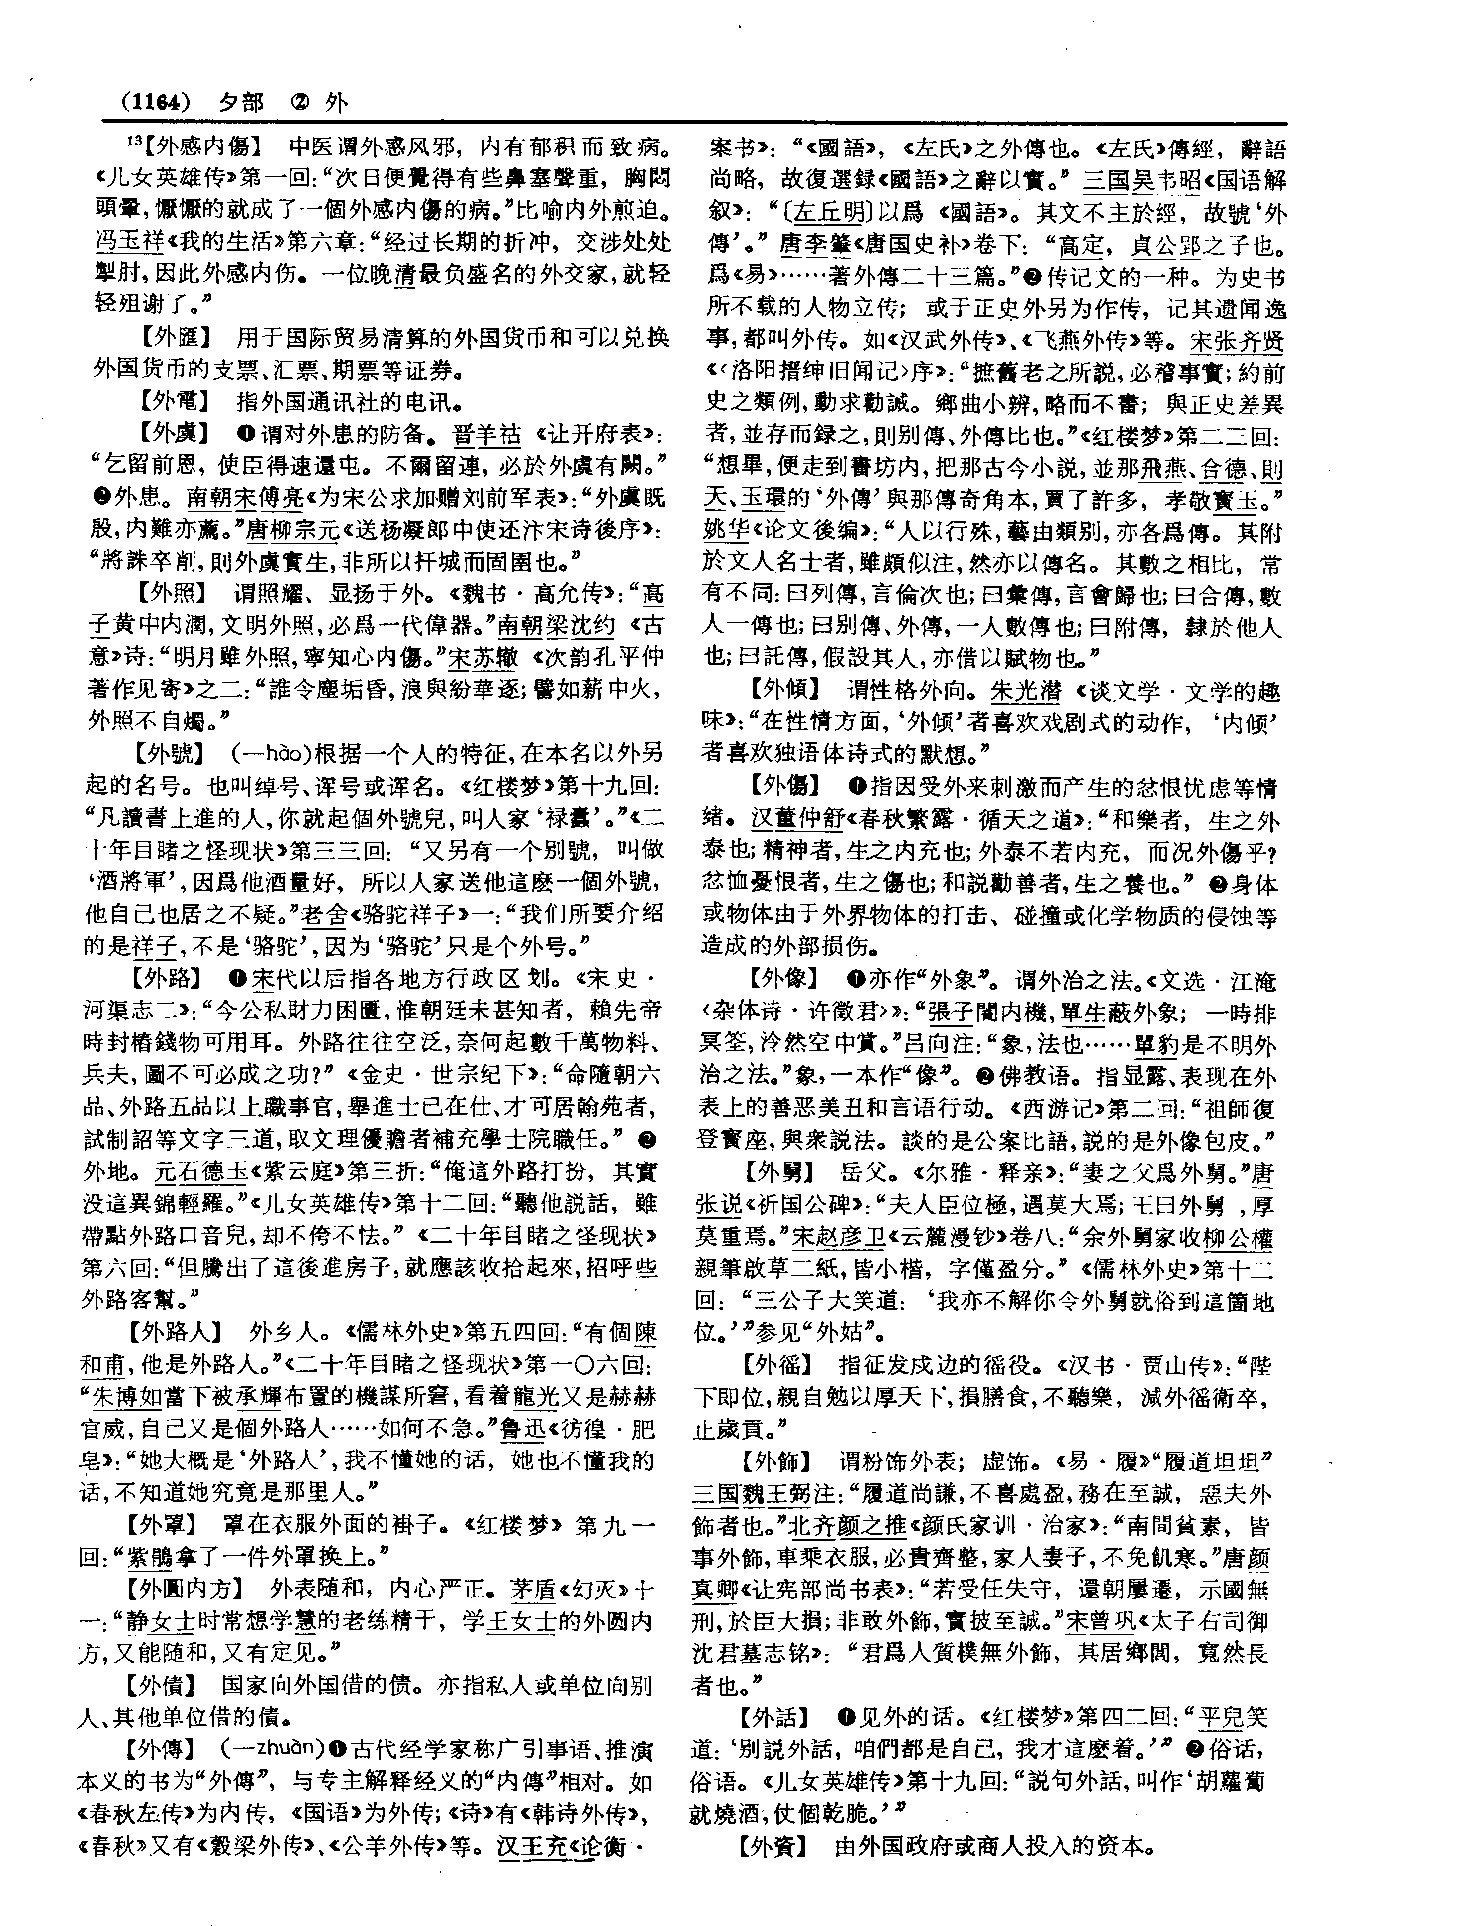 (1164) 夕部 ② 外
¹³【外感内傷】 中医谓外感风邪，内有郁积而致病。
《儿女英雄传》第一回：“次日便覺得有些鼻塞聲重，胸悶
頭暈，懨懨的就成了一個外感内傷的病。”比喻内外煎迫。
冯玉祥《我的生活》第六章：“经过长期的折冲，交涉处处
掣肘，因此外感内伤。一位晚清最负盛名的外交家，就轻
轻殂谢了。”
【外匯】 用于国际贸易清算的外国货币和可以兑换
外国货币的支票、汇票、期票等证券。
【外電】 指外国通讯社的电讯。
【外虞】 ❶谓对外患的防备。晋羊祜《让开府表》：
“乞留前恩，使臣得速還屯。不爾留連，必於外虞有闕。”
❷外患。南朝宋傅亮《为宋公求加赠刘前军表》：“外虞既
殷，内難亦薦。”唐柳宗元《送杨凝郎中使还汴宋诗後序》：
“將誅卒削，則外虞實生，非所以扞城而固圉也。”
【外照】 谓照耀、显扬于外。《魏书·高允传》：“高
子黄中内潤，文明外照，必爲一代偉器。”南朝梁沈约《古
意》诗：“明月雖外照，寧知心内傷。”宋苏辙《次韵孔平仲
著作见寄》之二：“誰令塵垢昏，浪與紛華逐；譬如薪中火，
外照不自燭。”
【外號】 （—hào）根据一个人的特征，在本名以外另
起的名号。也叫绰号、诨号或浑名。《红楼梦》第十九回：
“凡讀書上進的人，你就起個外號兒，叫人家‘禄蠹’。”《二
十年目睹之怪现状》第三三回：“又另有一个别號，叫做
‘酒將軍’，因爲他酒量好，所以人家送他這麽一個外號，
他自己也居之不疑。”老舍《骆驼祥子》一：“我们所要介绍
的是祥子，不是‘骆驼’，因为‘骆驼’只是个外号。”
【外路】 ❶宋代以后指各地方行政区划。《宋史·
河渠志二》：“今公私財力困匱，惟朝廷未甚知者，賴先帝
時封樁錢物可用耳。外路往往空乏，奈何起數千萬物料、
兵夫，圖不可必成之功？”《金史·世宗纪下》：“命隨朝六
品、外路五品以上職事官，舉進士已在仕、才可居翰苑者，
試制詔等文字三道，取文理優贍者補充學士院職任。”❷
外地。元石德玉《紫云庭》第三折：“俺這外路打扮，其實
没這異錦輕羅。”《儿女英雄传》第十二回：“聽他説話，雖
帶點外路口音兒，却不侉不怯。”《二十年目睹之怪现状》
第六回：“但騰出了這後進房子，就應該收拾起來，招呼些
外路客幫。”
【外路人】 外乡人。《儒林外史》第五四回：“有個陳
和甫，他是外路人。”《二十年目睹之怪现状》第一〇六回：
“朱博如當下被承輝布置的機謀所窘，看着龍光又是赫赫
官威，自己又是個外路人……如何不急。”鲁迅《彷徨·肥
皂》：“她大概是‘外路人’，我不懂她的话，她也不懂我的
话，不知道她究竟是那里人。”
【外罩】 罩在衣服外面的褂子。《红楼梦》第九一
回：“紫鵑拿了一件外罩换上。”
【外圓内方】 外表随和，内心严正。茅盾《幻灭》十
一：“静女士时常想学慧的老练精干，学王女士的外圆内
方，又能随和，又有定见。”
【外債】 国家向外国借的债。亦指私人或单位向别
人、其他单位借的債。
【外傳】 （—zhuàn）❶古代经学家称广引事语、推演
本义的书为“外傳”，与专主解释经义的“内傳”相对。如
《春秋左传》为内传，《国语》为外传；《诗》有《韩诗外传》，
《春秋》又有《穀梁外传》、《公羊外传》等。汉王充《论衡·
案书》：“《國語》，《左氏》之外傳也。《左氏》傳經，辭語
尚略，故復選録《國語》之辭以實。”三国吴韦昭《国语解
叙》：“〔左丘明〕以爲《國語》。其文不主於經，故號‘外
傳’。”唐李肇《唐国史补》卷下：“高定，貞公郢之子也。
爲《易》……著外傳二十三篇。”❷传记文的一种。为史书
所不载的人物立传；或于正史外另为作传，记其遗闻逸
事，都叫外传。如《汉武外传》、《飞燕外传》等。宋张齐贤
《〈洛阳搢绅旧闻记〉序》：“摭舊老之所説，必稽事實；約前
史之類例，動求勸誡。鄉曲小辨，略而不書；與正史差異
者，並存而録之，則别傳、外傳比也。”《红楼梦》第二三回：
“想畢，便走到書坊内，把那古今小説，並那飛燕、合德、則
天、玉環的‘外傳’與那傳奇角本，買了許多，孝敬寳玉。”
姚华《论文後编》：“人以行殊，藝由類别，亦各爲傳。其附
於文人名士者，雖頗似注，然亦以傳名。其數之相比，常
有不同：曰列傳，言倫次也；曰彙傳，言會歸也；曰合傳，數
人一傳也；曰别傳、外傳，一人數傳也；曰附傳，隸於他人
也；曰託傳，假設其人，亦借以賦物也。”
【外傾】 谓性格外向。朱光潜《谈文学·文学的趣
味》：“在性情方面，‘外倾’者喜欢戏剧式的动作，‘内倾’
者喜欢独语体诗式的默想。”
【外傷】 ❶指因受外来刺激而产生的忿恨忧虑等情
绪。汉董仲舒《春秋繁露·循天之道》：“和樂者，生之外
泰也；精神者，生之内充也；外泰不若内充，而况外傷乎？
忿恤憂恨者，生之傷也；和説勸善者，生之養也。”❷身体
或物体由于外界物体的打击、碰撞或化学物质的侵蚀等
造成的外部损伤。
【外像】 ❶亦作“外象”。谓外治之法。《文选·江淹
〈杂体诗·许徵君〉》：“張子闇内機，單生蔽外象；一時排
冥筌，泠然空中賞。”吕向注：“象，法也……單豹是不明外
治之法。”象，一本作“像”。❷佛教语。指显露、表现在外
表上的善恶美丑和言语行动。《西游记》第二回：“祖師復
登寳座，與衆説法。談的是公案比語，説的是外像包皮。”
【外舅】 岳父。《尔雅·释亲》：“妻之父爲外舅。”唐
张说《祈国公碑》：“夫人臣位極，遇莫大焉；王曰外舅，厚
莫重焉。”宋赵彦卫《云麓漫钞》卷八：“余外舅家收柳公權
親筆啟草二紙，皆小楷，字僅盈分。”《儒林外史》第十二
回：“三公子大笑道：‘我亦不解你令外舅就俗到這箇地
位。’”参见“外姑”。
【外徭】 指征发戍边的徭役。《汉书·贾山传》：“陛
下即位，親自勉以厚天下，損膳食，不聽樂，減外徭衛卒，
止歲貢。”
【外飾】 谓粉饰外表；虚饰。《易·履》“履道坦坦”
三国魏王弼注：“履道尚謙，不喜處盈，務在至誠，惡夫外
飾者也。”北齐颜之推《颜氏家训·治家》：“南間貧素，皆
事外飾，車乘衣服，必貴齊整，家人妻子，不免飢寒。”唐颜
真卿《让宪部尚书表》：“若受任失守，還朝屢遷，示國無
刑，於臣大損；非敢外飾，實披至誠。”宋曾巩《太子右司御
沈君墓志铭》：“君爲人質樸無外飾，其居鄉閭，寬然長
者也。”
【外話】 ❶见外的话。《红楼梦》第四二回：“平兒笑
道：‘别説外話，咱們都是自己，我才這麽着。’”❷俗话，
俗语。《儿女英雄传》第十九回：“説句外話，叫作‘胡蘿蔔
就燒酒，仗個乾脆。’”
【外資】 由外国政府或商人投入的资本。